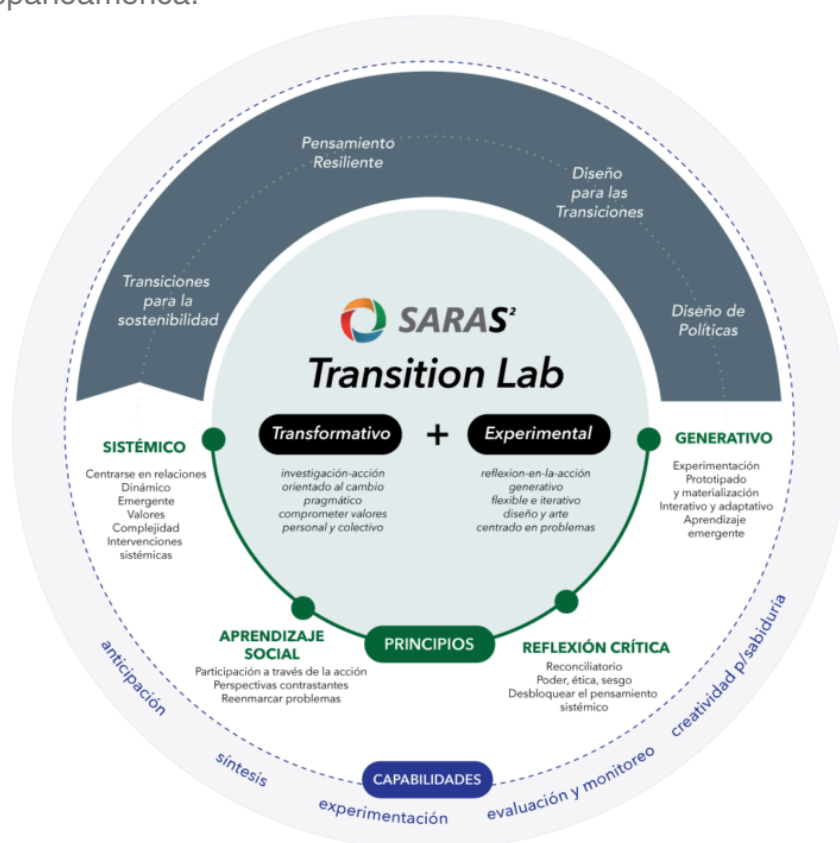 Pensamiento
Resiliente
Diseño
para las
Transiciones
Transiciones
para la
sostenibilidad
Diseño de
Políticas
SARAS²
Transition Lab
Transformativo
+
Experimental
investigación-acción
orientado al cambio
pragmático
comprometer valores
personal y colectivo
reflexion-en-la-acción
generativo
flexible e iterativo
diseño y arte
centrado en problemas
SISTÉMICO
Centrarse en relaciones
Dinámico
Emergente
Valores
Complejidad
Intervenciones
sistémicas
GENERATIVO
Experimentación
Prototipado
y materialización
Interativo y adaptativo
Aprendizaje
emergente
APRENDIZAJE
SOCIAL
Participación a través de la acción
Perspectivas contrastantes
Reenmarcar problemas
PRINCIPIOS
REFLEXIÓN CRÍTICA
Reconciliatorio
Poder, ética, sesgo
Desbloquear el pensamiento
sistémico
CAPABILIDADES
anticipación
síntesis
experimentación
evaluación y monitoreo
creatividad p/sabiduría